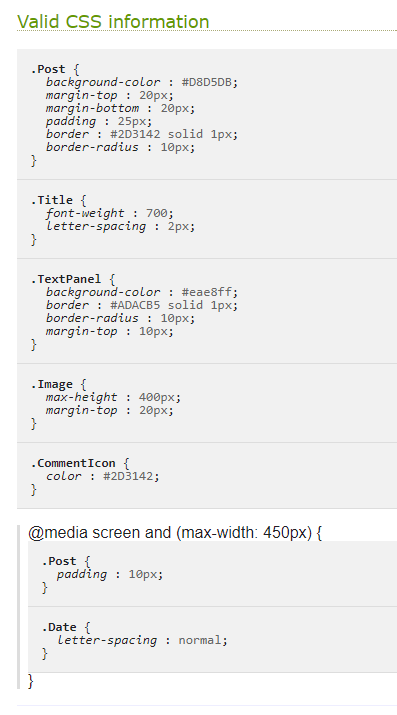 Valid CSS information
.Post {
background-color : #D8D5DB;
margin-top : 20px;
margin-bottom : 20px;
padding : 25px;
border : #2D3142 solid 1px;
border-radius : 10px;
}
.Title {
font-weight : 700;
letter-spacing : 2px;
}
.TextPanel {
background-color : #eae8ff;
border : #ADACB5 solid 1px;
border-radius : 10px;
margin-top : 10px;
}
.Image {
max-height : 400px;
margin-top : 20px;
}
.CommentIcon {
color : #2D3142;
}
@media screen and (max-width: 450px) {
.Post {
padding : 10px;
}
.Date {
letter-spacing : normal;
}
}